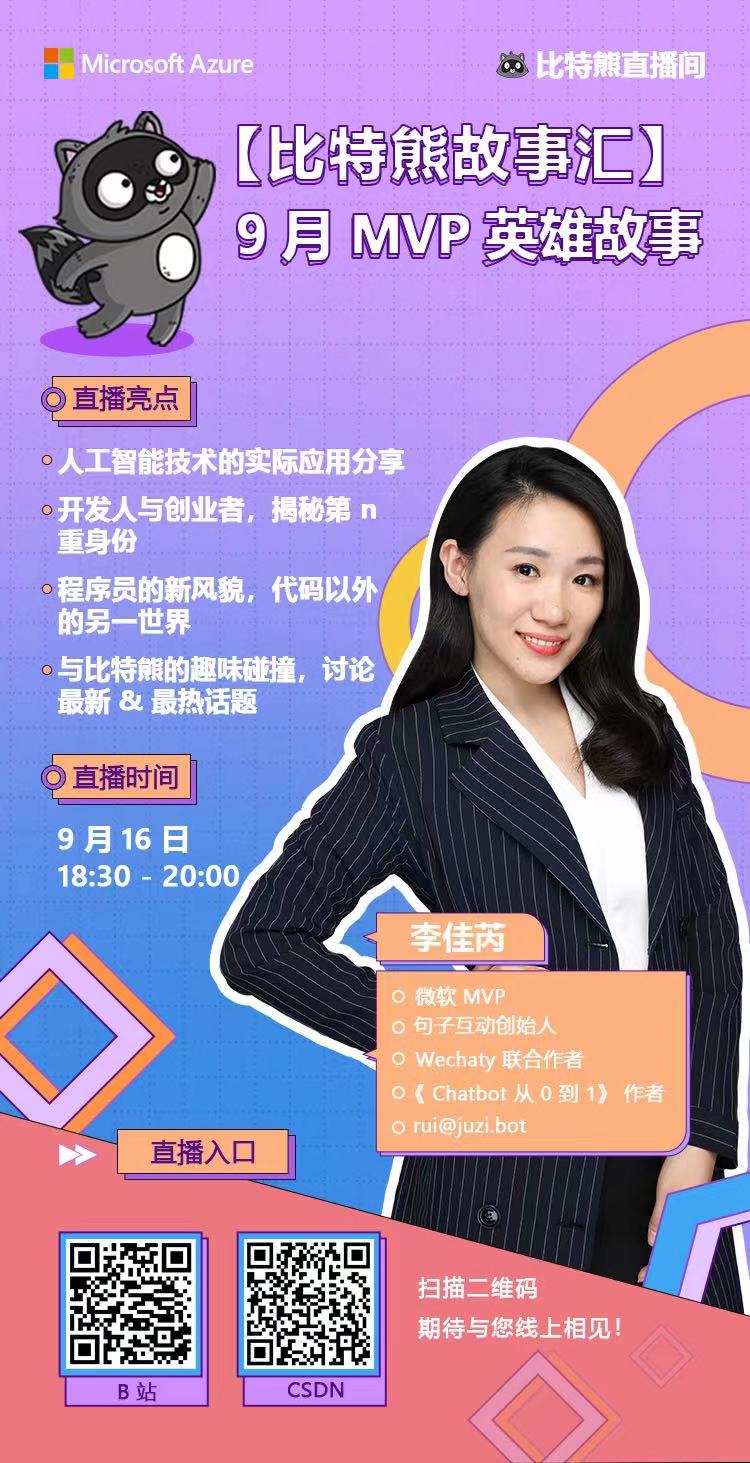 Microsoft Azure
比特熊直播间
【比特熊故事汇】
9 月 MVP 英雄故事
直播亮点
人工智能技术的实际应用分享
开发人与创业者，揭秘第 n
重身份
程序员的新风貌，代码以外
的另一世界
与比特熊的趣味碰撞，讨论
最新 & 最热话题
直播时间
9 月 16 日
18:30 - 20:00
李佳芮
微软 MVP
句子互动创始人
Wechaty 联合作者
《 Chatbot 从 0 到 1》 作者
rui@juzi.bot
直播入口
扫描二维码
期待与您线上相见！
B 站
CSDN